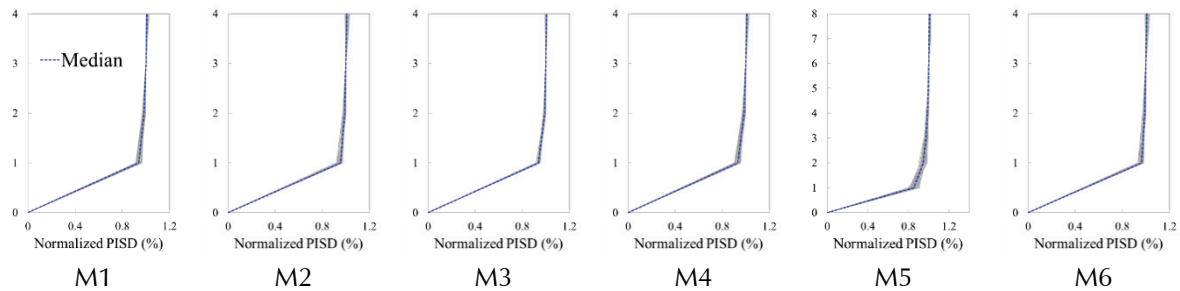 4 4 4 4 8 4
7
Median
3 3 3 3 6 3
5
2 2 2 2 4 2
3
1 1 1 1 2 1
1
0 0 0 0 0 0
0 0.4 0.8 1.2 0 0.4 0.8 1.2 0 0.4 0.8 1.2 0 0.4 0.8 1.2 0 0.4 0.8 1.2 0 0.4 0.8 1.2
Normalized PISD (%) Normalized PISD (%) Normalized PISD (%) Normalized PISD (%) Normalized PISD (%) Normalized PISD (%)
M1 M2 M3 M4 M5 M6